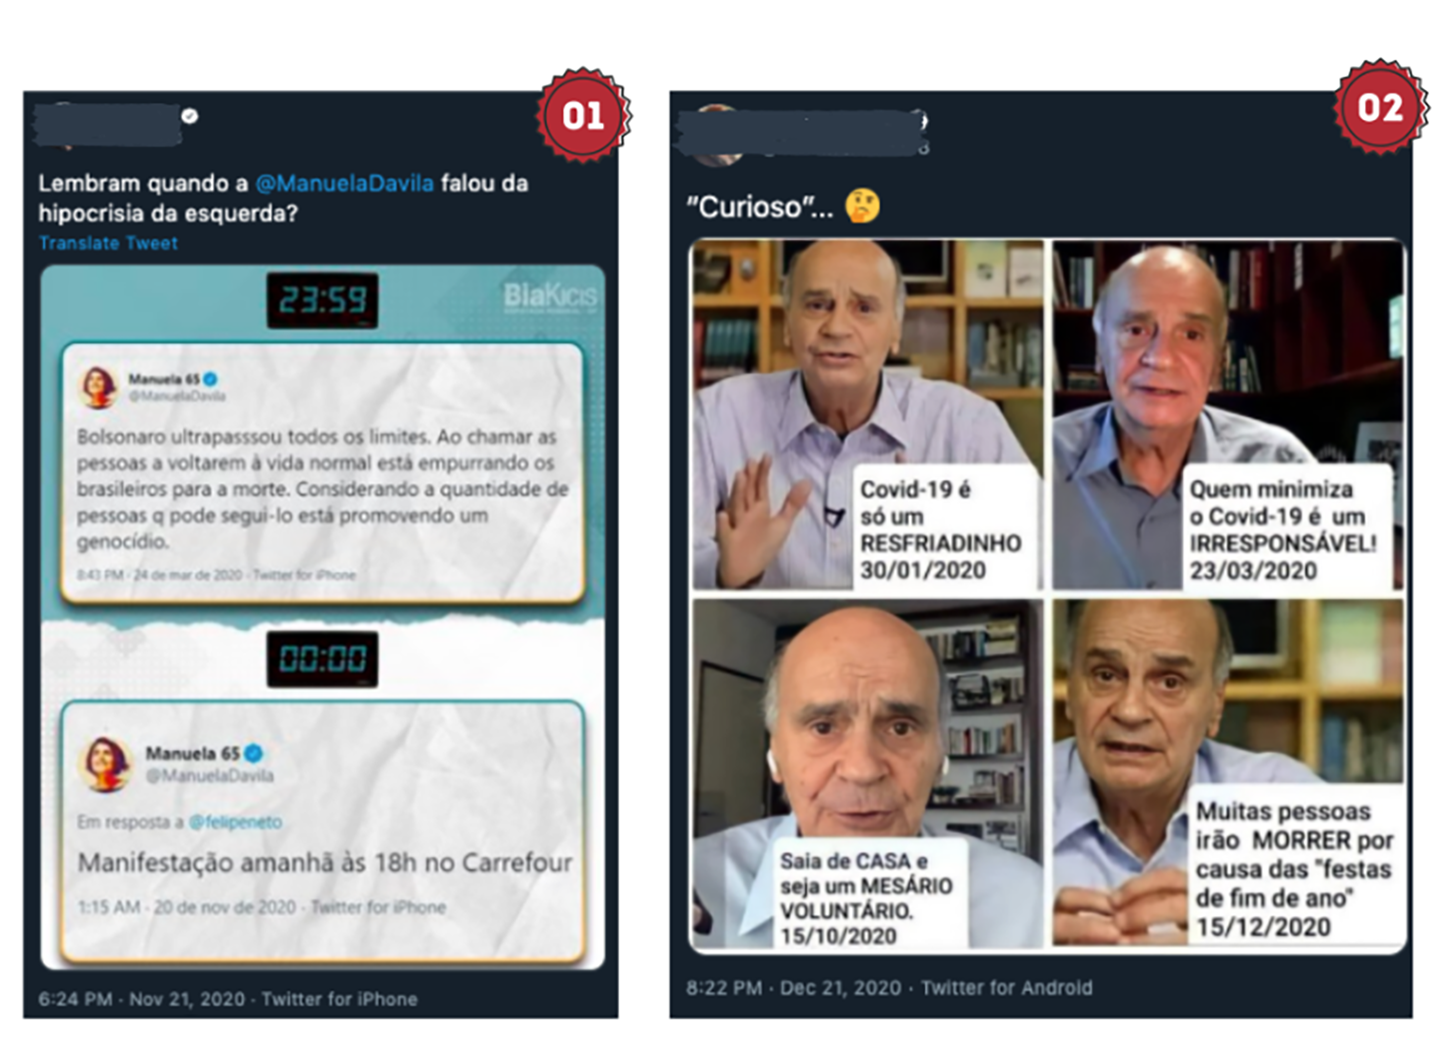 01
Lembram quando a @ManuelaDavila falou da
hipocrisia da esquerda?
Translate Tweet
23:59
BIaKICIS
Manuela 65
@ManuelaDavila
Bolsonaro ultrapasssou todos os limites. Ao chamar as
pessoas a voltarem à vida normal está empurrando os
brasileiros para a morte. Considerando a quantidade de
pessoas q pode segui-lo está promovendo um
genocídio.
8:43 PM · 24 de mar de 2020 · Twitter for iPhone
00:00
Manuela 65
@ManuelaDavila
Em resposta a @felipeneto
Manifestação amanhã às 18h no Carrefour
1:15 AM · 20 de nov de 2020 · Twitter for iPhone
6:24 PM · Nov 21, 2020 · Twitter for iPhone
02
"Curioso"...
Covid-19 é
só um
RESFRIADINHO
30/01/2020
Quem minimiza
o Covid-19 é um
IRRESPONSÁVEL!
23/03/2020
Saia de CASA e
seja um MESÁRIO
VOLUNTÁRIO.
15/10/2020
Muitas pessoas
irão MORRER por
causa das "festas
de fim de ano"
15/12/2020
8:22 PM · Dec 21, 2020 · Twitter for Android